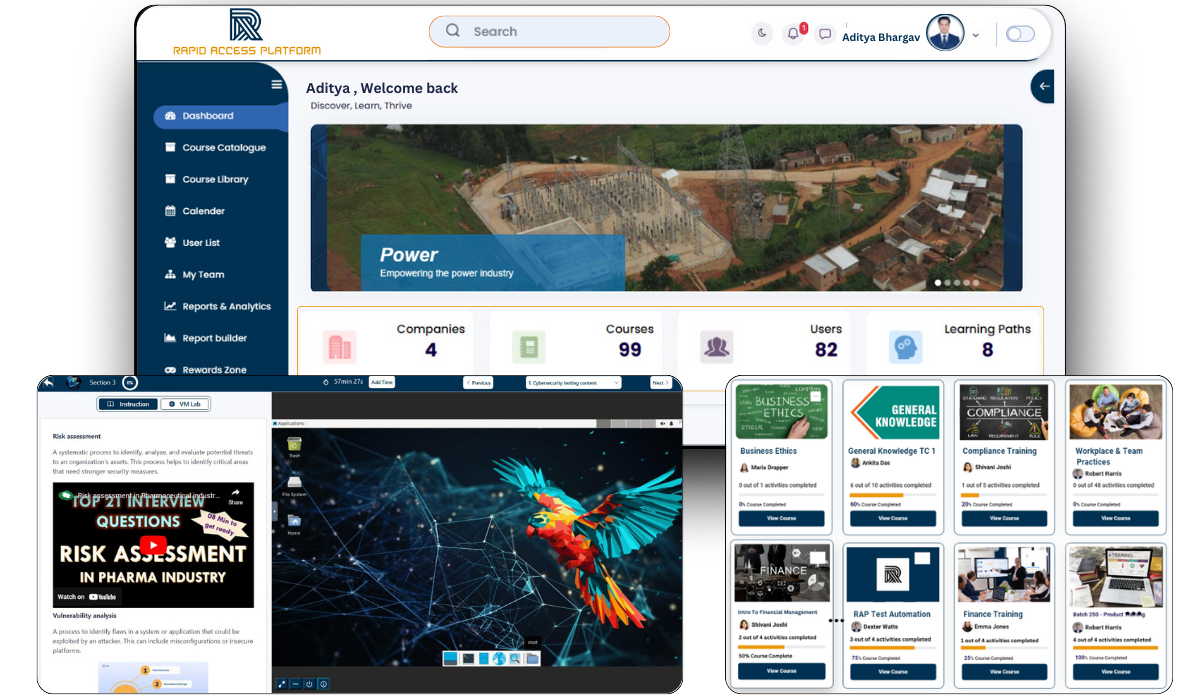 RAPID ACCESS PLATFORM
Search
1
Aditya Bhargav
Aditya , Welcome back
Discover, Learn, Thrive
Dashboard
Course Catalogue
Course Library
Calender
User List
My Team
Reports & Analytics
Report builder
Rewards Zone
Power
Empowering the power industry
Companies
4
Courses
99
Users
82
Learning Paths
8
Section 3
0%
57min 27s
Add Time
Previous
1. Cybersecurity testing content
Next
Instruction
VM Lab
Risk assessment
A systematic process to identify, analyze, and evaluate potential threats
to an organization's assets. This process helps to identify critical areas
that need stronger security measures.
Risk assessment in Pharmaceutical industr...
Share
TOP 21 INTERVIEW
QUESTIONS
08 Min to
get ready
RISK ASSESSMENT
IN PHARMA INDUSTRY
Watch on YouTube
Vulnerability analysis
A process to identify flaws in a system or application that could be
exploited by an attacker. This can include misconfigurations or insecure
platforms.
1
2
Applications
Trash
File System
Home
BUSINESS
ETHICS
Business Ethics
Maria Drapper
0 out of 1 activities completed
0% Course Completed
View Course
GENERAL
KNOWLEDGE
General Knowledge TC 1
Ankita Das
6 out of 10 activities completed
60% Course Completed
View Course
STANDARD REGULATION POLICY
COMPLIANCE
LAW REQUIREMENT RULE
Compliance Training
Shivani Joshi
1 out of 5 activities completed
20% Course Completed
View Course
Workplace & Team
Practices
Robert Harris
0 out of 48 activities completed
0% Course Completed
View Course
FINANCE
Intro To Financial Management
Shivani Joshi
2 out of 4 activities completed
50% Course Complete
View Course
RAP Test Automation
Dexter Watts
3 out of 4 activities completed
75% Course Completed
View Course
Finance Training
Emma Jones
1 out of 4 activities completed
25% Course Completed
View Course
TRAINING
Batch 250 - Product
Robert Harris
4 out of 4 activities completed
100% Course Completed
View Course